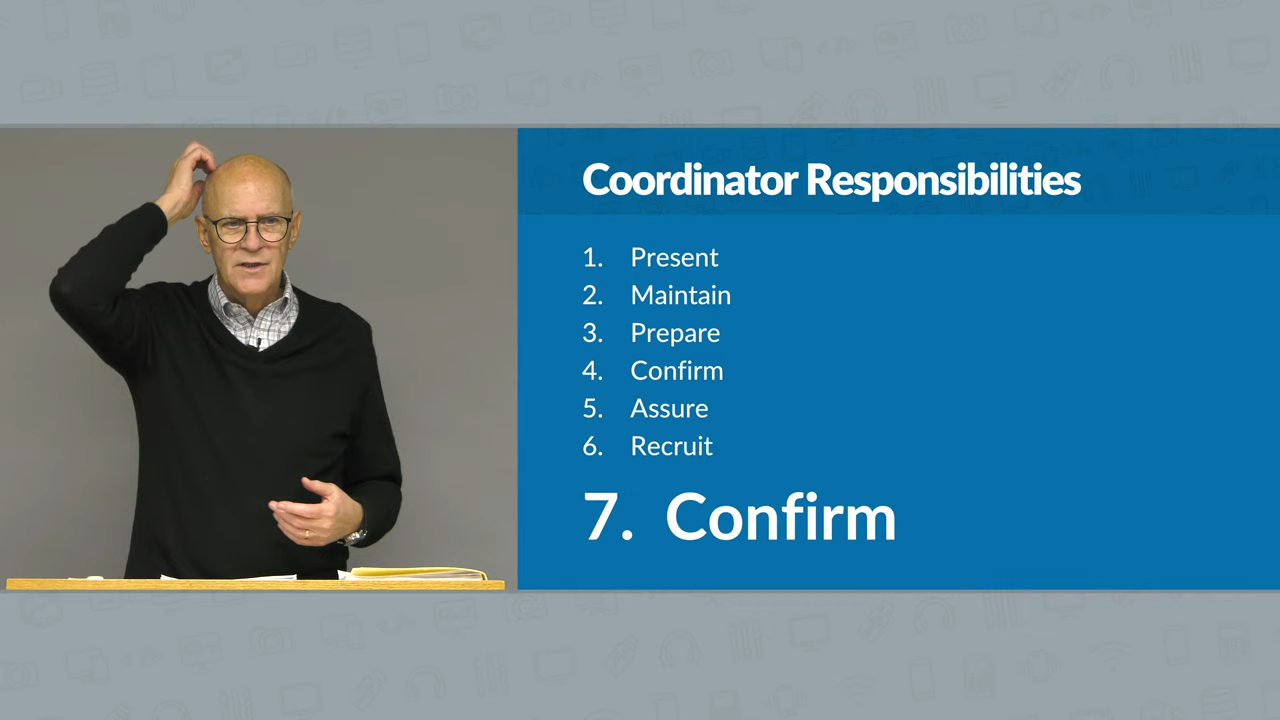 Coordinator Responsibilities
1. Present
2. Maintain
3. Prepare
4. Confirm
5. Assure
6. Recruit
7. Confirm